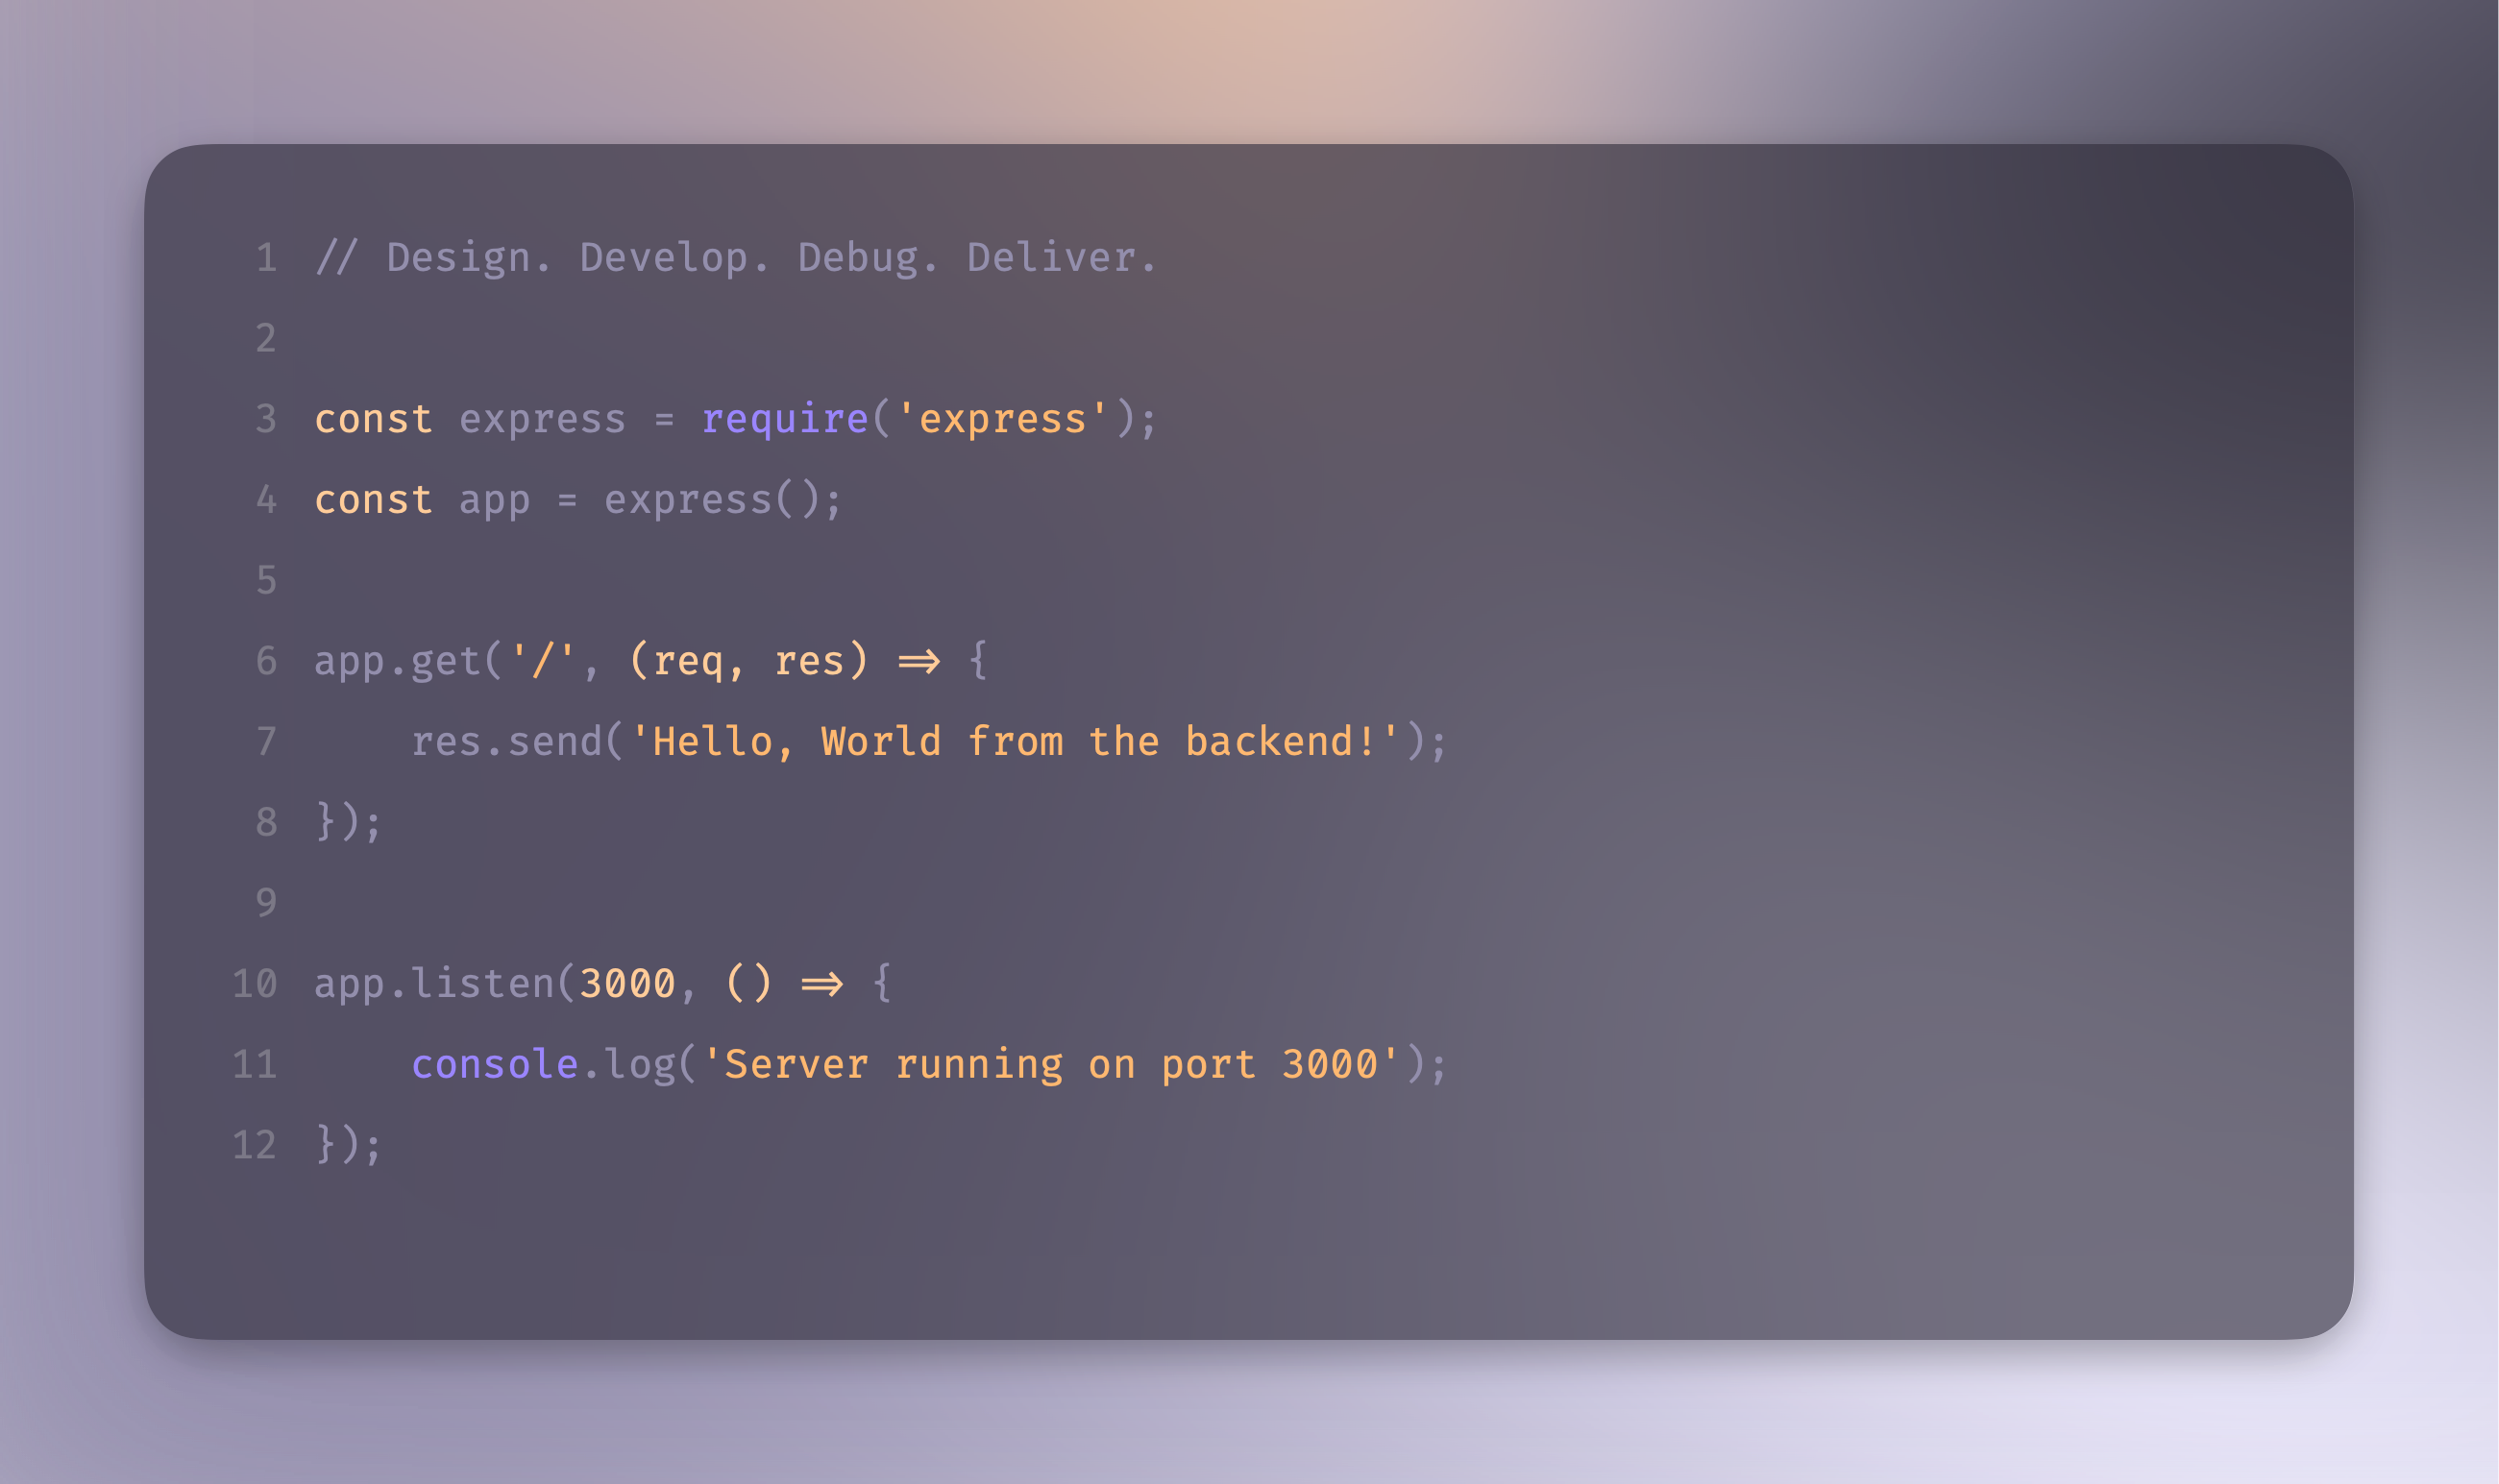 1 // Design. Develop. Debug. Deliver.
2
3 const express = require('express');
4 const app = express();
5
6 app.get('/', (req, res) => {
7     res.send('Hello, World from the backend!');
8 });
9
10 app.listen(3000, () => {
11     console.log('Server running on port 3000');
12 });